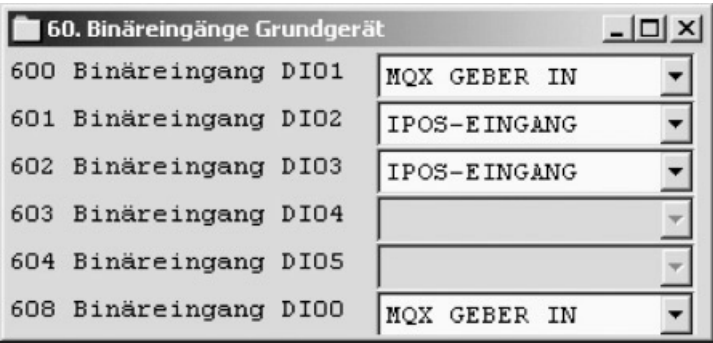 60. Binäreingänge Grundgerät
600 Binäreingang DI01 MQX GEBER IN
601 Binäreingang DI02 IPOS-EINGANG
602 Binäreingang DI03 IPOS-EINGANG
603 Binäreingang DI04
604 Binäreingang DI05
608 Binäreingang DI00 MQX GEBER IN